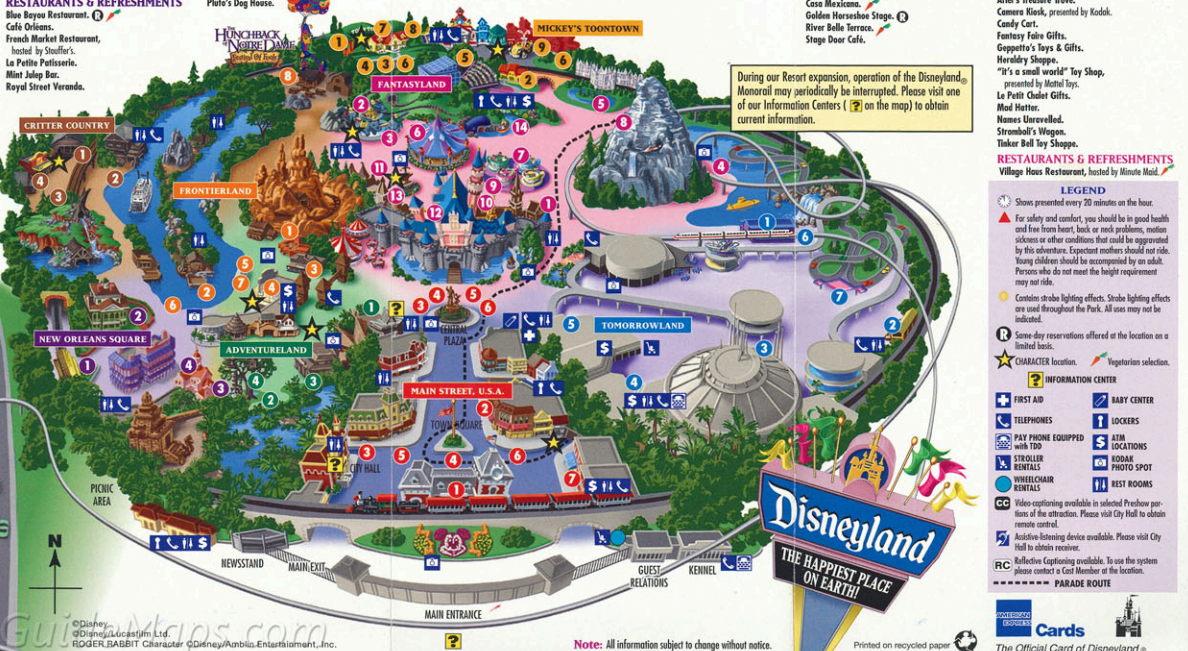 RESTAURANTS & REFRESHMENTS
Blue Bayou Restaurant. R
Café Orléans.
French Market Restaurant,
hosted by Stouffer's.
La Petite Patisserie.
Mint Julep Bar.
Royal Street Veranda.
Pluto's Dog House.
Casa Mexicana.
Golden Horseshoe Stage. R
River Belle Terrace.
Stage Door Café.
Camera Kiosk, presented by Kodak.
Candy Cart.
Fantasy Faire Gifts.
Geppetto's Toys & Gifts.
Heraldry Shoppe.
"it's a small world" Toy Shop,
presented by Mattel Toys.
Le Petit Chalet Gifts.
Mad Hatter.
Names Unravelled.
Stromboli's Wagon.
Tinker Bell Toy Shoppe.
RESTAURANTS & REFRESHMENTS
Village Haus Restaurant, hosted by Minute Maid.
During our Resort expansion, operation of the Disneyland®
Monorail may periodically be interrupted. Please visit one
of our Information Centers ( ? on the map) to obtain
current information.
THE
HUNCHBACK
OF NOTRE DAME
Festival Of Fools
MICKEY'S TOONTOWN
FANTASYLAND
CRITTER COUNTRY
FRONTIERLAND
NEW ORLEANS SQUARE
ADVENTURELAND
CENTRAL
PLAZA
TOMORROWLAND
MAIN STREET, U.S.A.
TOWN SQUARE
CITY HALL
PICNIC
AREA
N
NEWSSTAND
MAIN EXIT
MAIN ENTRANCE
GUEST
RELATIONS
KENNEL
Disneyland
THE HAPPIEST PLACE
ON EARTH!
LEGEND
Shows presented every 20 minutes on the hour.
For safety and comfort, you should be in good health
and free from heart, back or neck problems, motion
sickness or other conditions that could be aggravated
by this adventure. Expectant mothers should not ride.
Young children should be accompanied by an adult.
Persons who do not meet the height requirement
may not ride.
Contains strobe lighting effects. Strobe lighting effects
are used throughout the Park. All uses may not be
indicated.
R Same-day reservations offered at the location on a
limited basis.
CHARACTER location. Vegetarian selection.
? INFORMATION CENTER
FIRST AID
BABY CENTER
TELEPHONES
LOCKERS
PAY PHONE EQUIPPED
with TDD
$ ATM
LOCATIONS
STROLLER
RENTALS
KODAK
PHOTO SPOT
WHEELCHAIR
RENTALS
REST ROOMS
CC Video-captioning available in selected Preshow por-
tions of the attraction. Please visit City Hall to obtain
remote control.
Assistive-listening device available. Please visit City
Hall to obtain receiver.
RC Reflective Captioning available. To use the system
please contact a Cast Member at the location.
PARADE ROUTE
AMERICAN
EXPRESS
Cards
The Official Card of Disneyland®
©Disney
©Disney/Lucasfilm Ltd.
ROGER RABBIT Character ©Disney/Amblin Entertainment, Inc.
GuideMaps.com
Note: All information subject to change without notice.
Printed on recycled paper